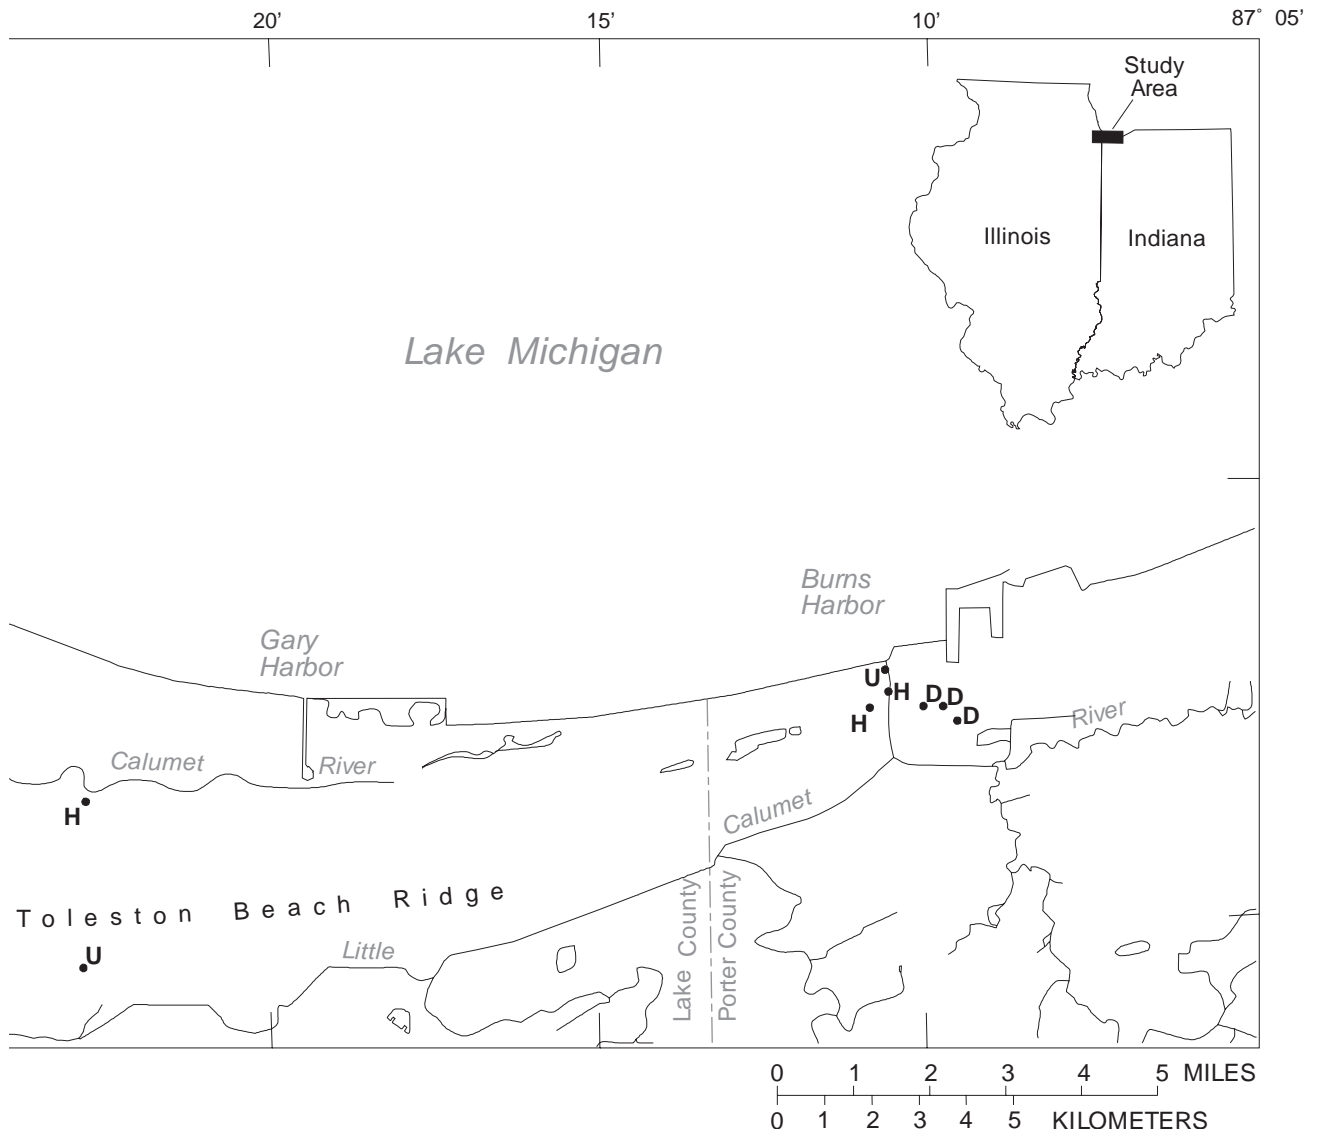 20’ 15’ 10’ 87° 05’
Study
Area
Illinois Indiana
Lake Michigan
Burns
Harbor
Gary
Harbor
U
H D D
H D
River
Calumet River
H
Calumet
Toleston Beach Ridge
Lake County
Porter County
Little
U
0 1 2 3 4 5 MILES
0 1 2 3 4 5 KILOMETERS